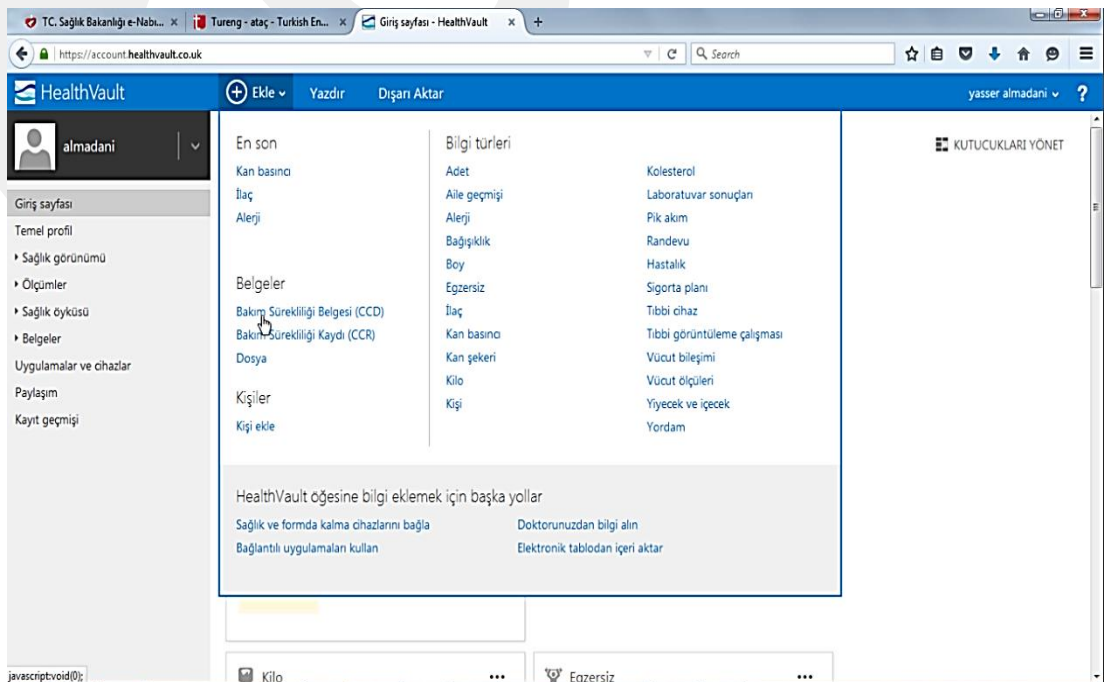 T.C. Sağlık Bakanlığı e-Nabı... ×
Tureng - ataç - Turkish En... ×
Giriş sayfası - HealthVault ×
+
https://account.healthvault.co.uk
Search
HealthVault
Ekle
Yazdır
Dışarı Aktar
yasser almadani
?
almadani
Giriş sayfası
Temel profil
Sağlık görünümü
Ölçümler
Sağlık öyküsü
Belgeler
Uygulamalar ve cihazlar
Paylaşım
Kayıt geçmişi
En son
Kan basıncı
İlaç
Alerji
Belgeler
Bakım Sürekliliği Belgesi (CCD)
Bakım Sürekliliği Kaydı (CCR)
Dosya
Kişiler
Kişi ekle
Bilgi türleri
Adet
Aile geçmişi
Alerji
Bağışıklık
Boy
Egzersiz
İlaç
Kan basıncı
Kan şekeri
Kilo
Kişi
Kolesterol
Laboratuvar sonuçları
Pik akım
Randevu
Hastalık
Sigorta planı
Tıbbi cihaz
Tıbbi görüntüleme çalışması
Vücut bileşimi
Vücut ölçüleri
Yiyecek ve içecek
Yordam
KUTUCUKLARI YÖNET
HealthVault öğesine bilgi eklemek için başka yollar
Sağlık ve formda kalma cihazlarını bağla
Doktorunuzdan bilgi alın
Bağlantılı uygulamaları kullan
Elektronik tablodan içeri aktar
Kilo
Egzersiz
javascript:void(0);